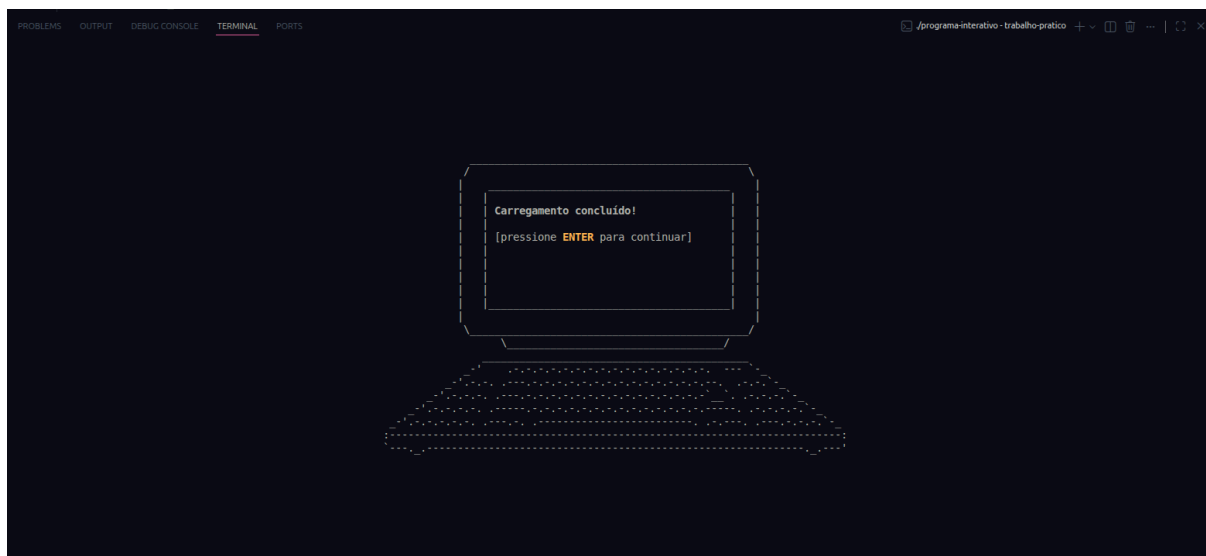 PROBLEMS OUTPUT DEBUG CONSOLE TERMINAL PORTS
./programa-interativo - trabalho-pratico
Carregamento concluído!
[pressione ENTER para continuar]